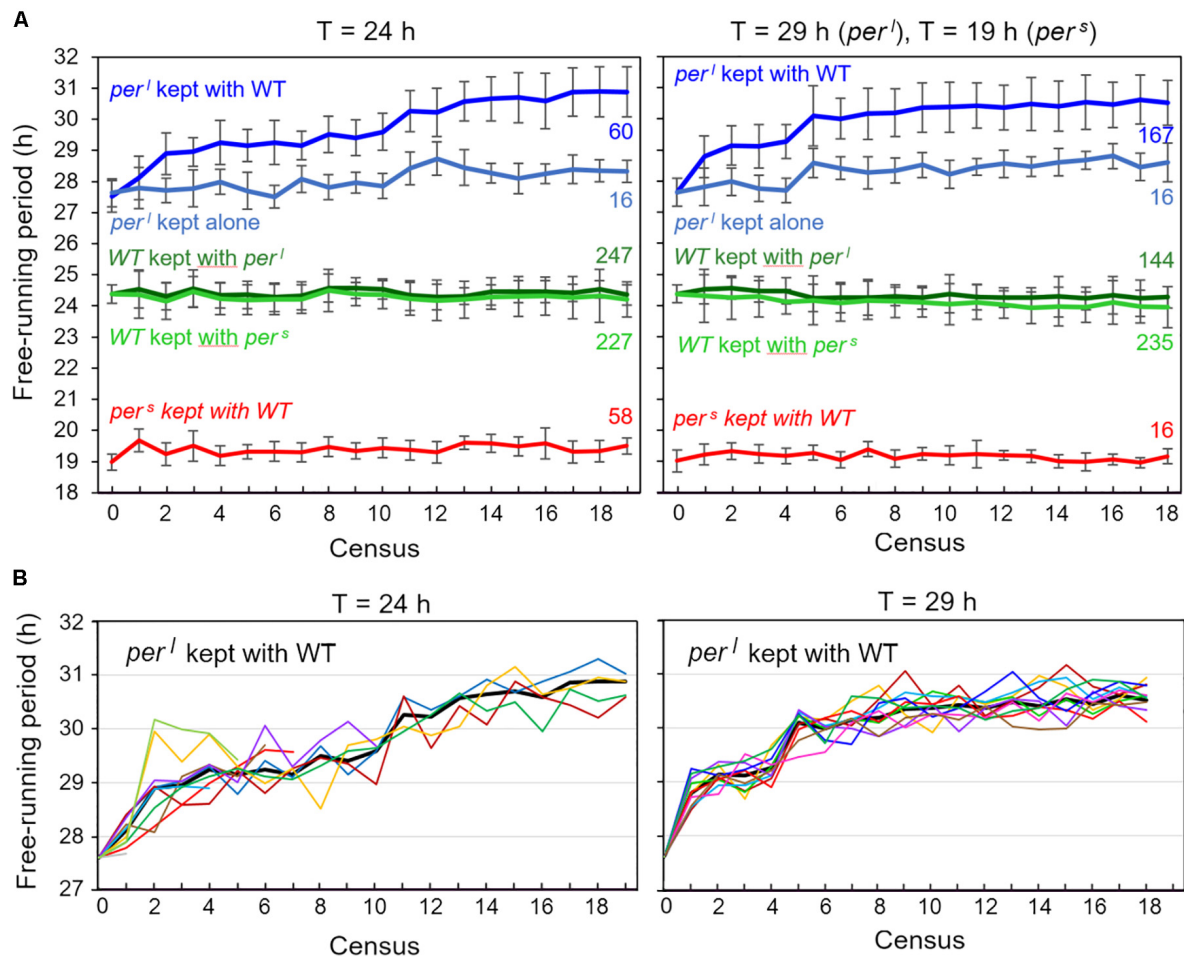 A
T = 24 h
T = 29 h (per l), T = 19 h (per s)
Free-running period (h)
32
31
30
29
28
27
26
25
24
23
22
21
20
19
18
per l kept with WT
60
16
per l kept alone
WT kept with per l
247
WT kept with per s
227
per s kept with WT
58
0 2 4 6 8 10 12 14 16 18
Census
per l kept with WT
167
16
per l kept alone
WT kept with per l
144
WT kept with per s
235
per s kept with WT
16
0 2 4 6 8 10 12 14 16 18
Census
B
T = 24 h
T = 29 h
Free-running period (h)
32
31
30
29
28
27
per l kept with WT
0 2 4 6 8 10 12 14 16 18
Census
per l kept with WT
0 2 4 6 8 10 12 14 16 18
Census